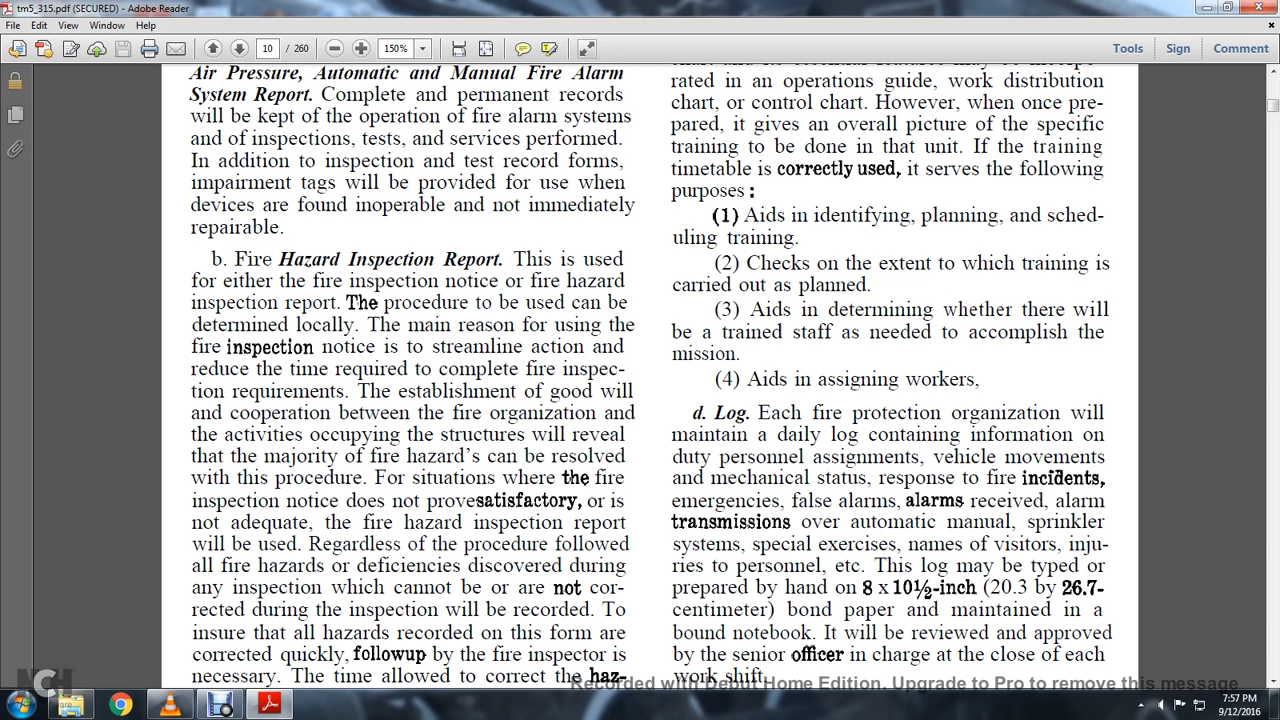 tm5_315.pdf (SECURED) - Adobe Reader
File Edit View Window Help
10 / 260
150%
Tools Sign Comment
Air Pressure, Automatic and Manual Fire Alarm
System Report. Complete and permanent records
will be kept of the operation of fire alarm systems
and of inspections, tests, and services performed.
In addition to inspection and test record forms,
impairment tags will be provided for use when
devices are found inoperable and not immediately
repairable.
b. Fire Hazard Inspection Report. This is used
for either the fire inspection notice or fire hazard
inspection report. The procedure to be used can be
determined locally. The main reason for using the
fire inspection notice is to streamline action and
reduce the time required to complete fire inspec-
tion requirements. The establishment of good will
and cooperation between the fire organization and
the activities occupying the structures will reveal
that the majority of fire hazard's can be resolved
with this procedure. For situations where the fire
inspection notice does not prove satisfactory, or is
not adequate, the fire hazard inspection report
will be used. Regardless of the procedure followed
all fire hazards or deficiencies discovered during
any inspection which cannot be or are not cor-
rected during the inspection will be recorded. To
insure that all hazards recorded on this form are
corrected quickly, followup by the fire inspector is
necessary. The time allowed to correct the haz-
chart and its essential features may be incorpo-
rated in an operations guide, work distribution
chart, or control chart. However, when once pre-
pared, it gives an overall picture of the specific
training to be done in that unit. If the training
timetable is correctly used, it serves the following
purposes :
(1) Aids in identifying, planning, and sched-
uling training.
(2) Checks on the extent to which training is
carried out as planned.
(3) Aids in determining whether there will
be a trained staff as needed to accomplish the
mission.
(4) Aids in assigning workers,
d. Log. Each fire protection organization will
maintain a daily log containing information on
duty personnel assignments, vehicle movements
and mechanical status, response to fire incidents,
emergencies, false alarms, alarms received, alarm
transmissions over automatic manual, sprinkler
systems, special exercises, names of visitors, inju-
ries to personnel, etc. This log may be typed or
prepared by hand on 8 x 10½-inch (20.3 by 26.7-
centimeter) bond paper and maintained in a
bound notebook. It will be reviewed and approved
by the senior officer in charge at the close of each
work shift
Recorded with Debut Home Edition. Upgrade to Pro to remove this message
NCH
7:57 PM
9/12/2016